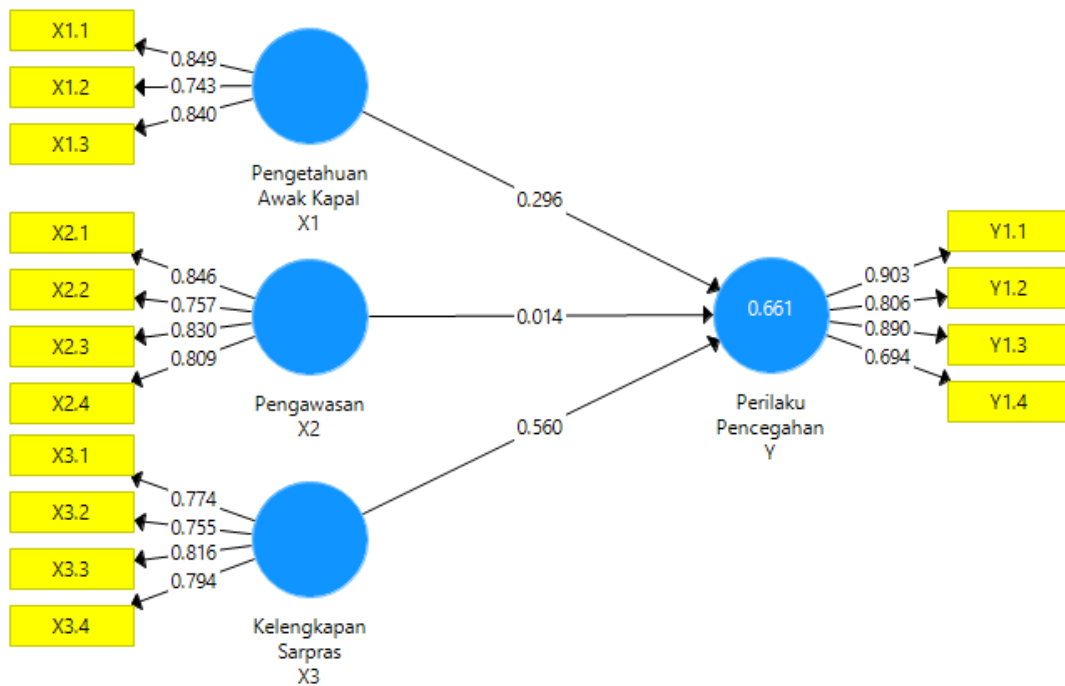 X1.1
X1.2
X1.3
0.849
0.743
0.840
Pengetahuan
Awak Kapal
X1
X2.1
X2.2
X2.3
X2.4
0.846
0.757
0.830
0.809
Pengawasan
X2
X3.1
X3.2
X3.3
X3.4
0.774
0.755
0.816
0.794
Kelengkapan
Sarpras
X3
0.296
0.014
0.560
0.661
Perilaku
Pencegahan
Y
0.903
0.806
0.890
0.694
Y1.1
Y1.2
Y1.3
Y1.4